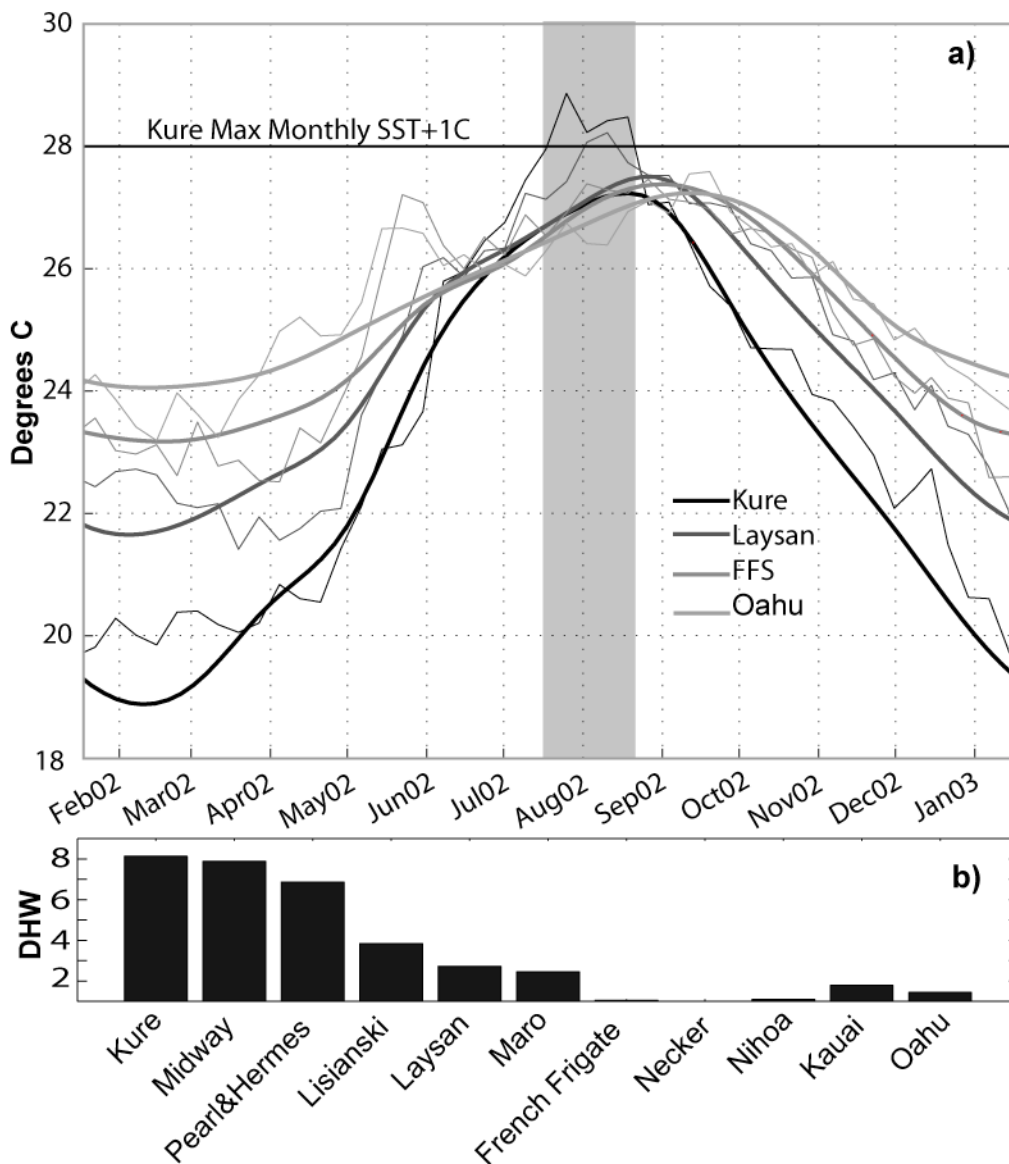 a)
30
28
26
24
22
20
18
Degrees C
Kure Max Monthly SST+1C
Kure
Laysan
FFS
Oahu
Feb02
Mar02
Apr02
May02
Jun02
Jul02
Aug02
Sep02
Oct02
Nov02
Dec02
Jan03
b)
8
6
4
2
DHW
Kure
Midway
Pearl&Hermes
Lisianski
Laysan
Maro
French Frigate
Necker
Nihoa
Kauai
Oahu